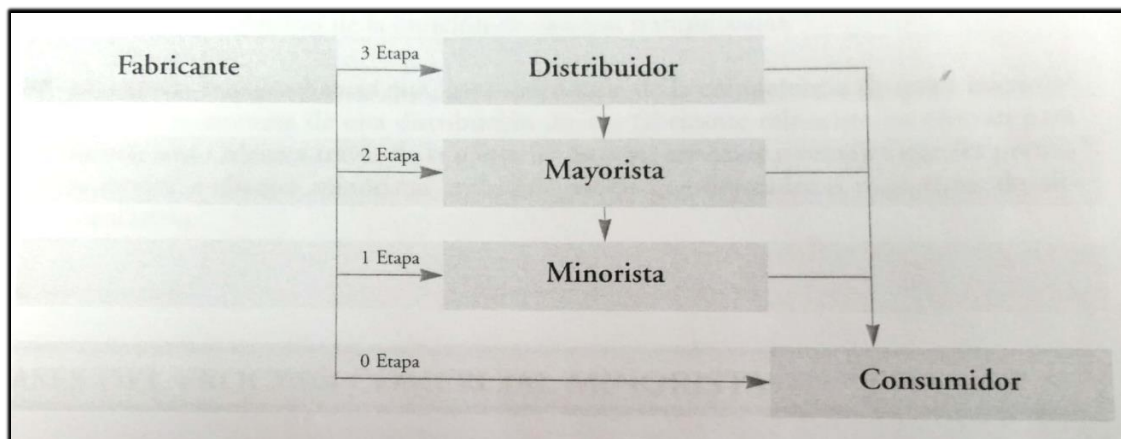 Fabricante
3 Etapa
Distribuidor
2 Etapa
Mayorista
1 Etapa
Minorista
0 Etapa
Consumidor